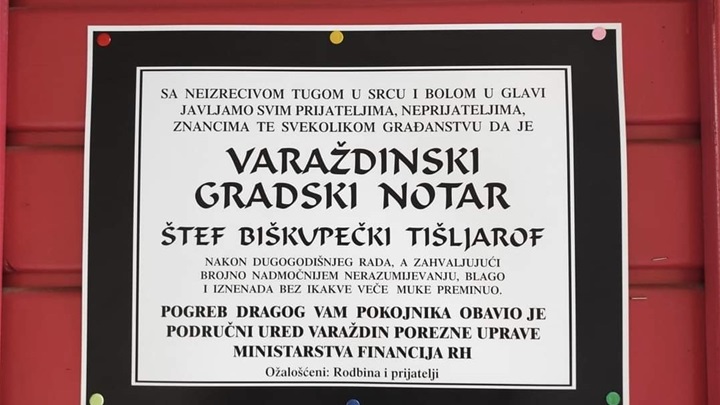 SA NEIZRECIVOM TUGOM U SRCU I BOLOM U GLAVI
JAVLJAMO SVIM PRIJATELJIMA, NEPRIJATELJIMA,
ZNANCIMA TE SVEKOLIKOM GRAĐANSTVU DA JE
VARAŽDINSKI
GRADSKI NOTAR
ŠTEF BIŠKUPEČKI TIŠLJAROF
NAKON DUGOGODIŠNJEG RADA, A ZAHVALJUJUĆI
BROJNO NADMOČNIJEM NERAZUMIJEVANJU, BLAGO
I IZNENADA BEZ IKAKVE VEČE MUKE PREMINUO.
POGREB DRAGOG VAM POKOJNIKA OBAVIO JE
PODRUČNI URED VARAŽDIN POREZNE UPRAVE
MINISTARSTVA FINANCIJA RH
Ožalošćeni: Rodbina i prijatelji